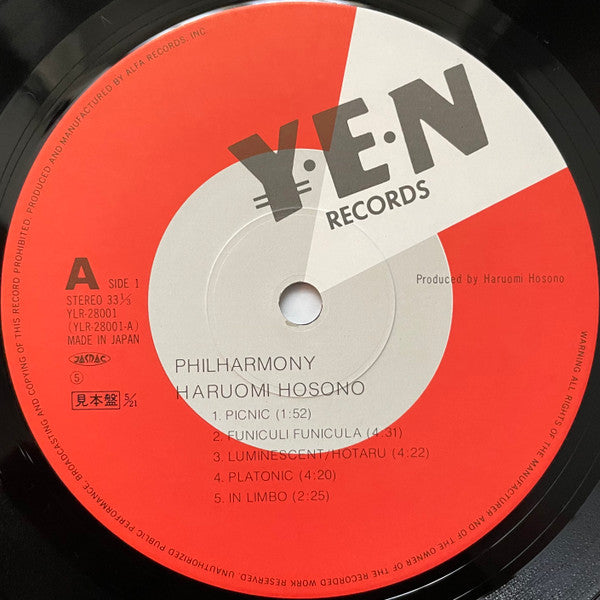 Y·E·N
RECORDS
Produced by Haruomi Hosono
A SIDE 1
STEREO 33⅓
YLR-28001
(YLR-28001-A)
MADE IN JAPAN
JASRAC
⑤
見本盤 5/21
PHILHARMONY
HARUOMI HOSONO
1. PICNIC (1:52)
2. FUNICULI FUNICULA (4:31)
3. LUMINESCENT/HOTARU (4:22)
4. PLATONIC (4:20)
5. IN LIMBO (2:25)
WARNING: ALL RIGHTS OF THE MANUFACTURER AND OF THE OWNER OF THE RECORDED WORK RESERVED. UNAUTHORIZED PUBLIC PERFORMANCE, BROADCASTING AND COPYING OF THIS RECORD PROHIBITED. PRODUCED AND MANUFACTURED BY ALFA RECORDS, INC.